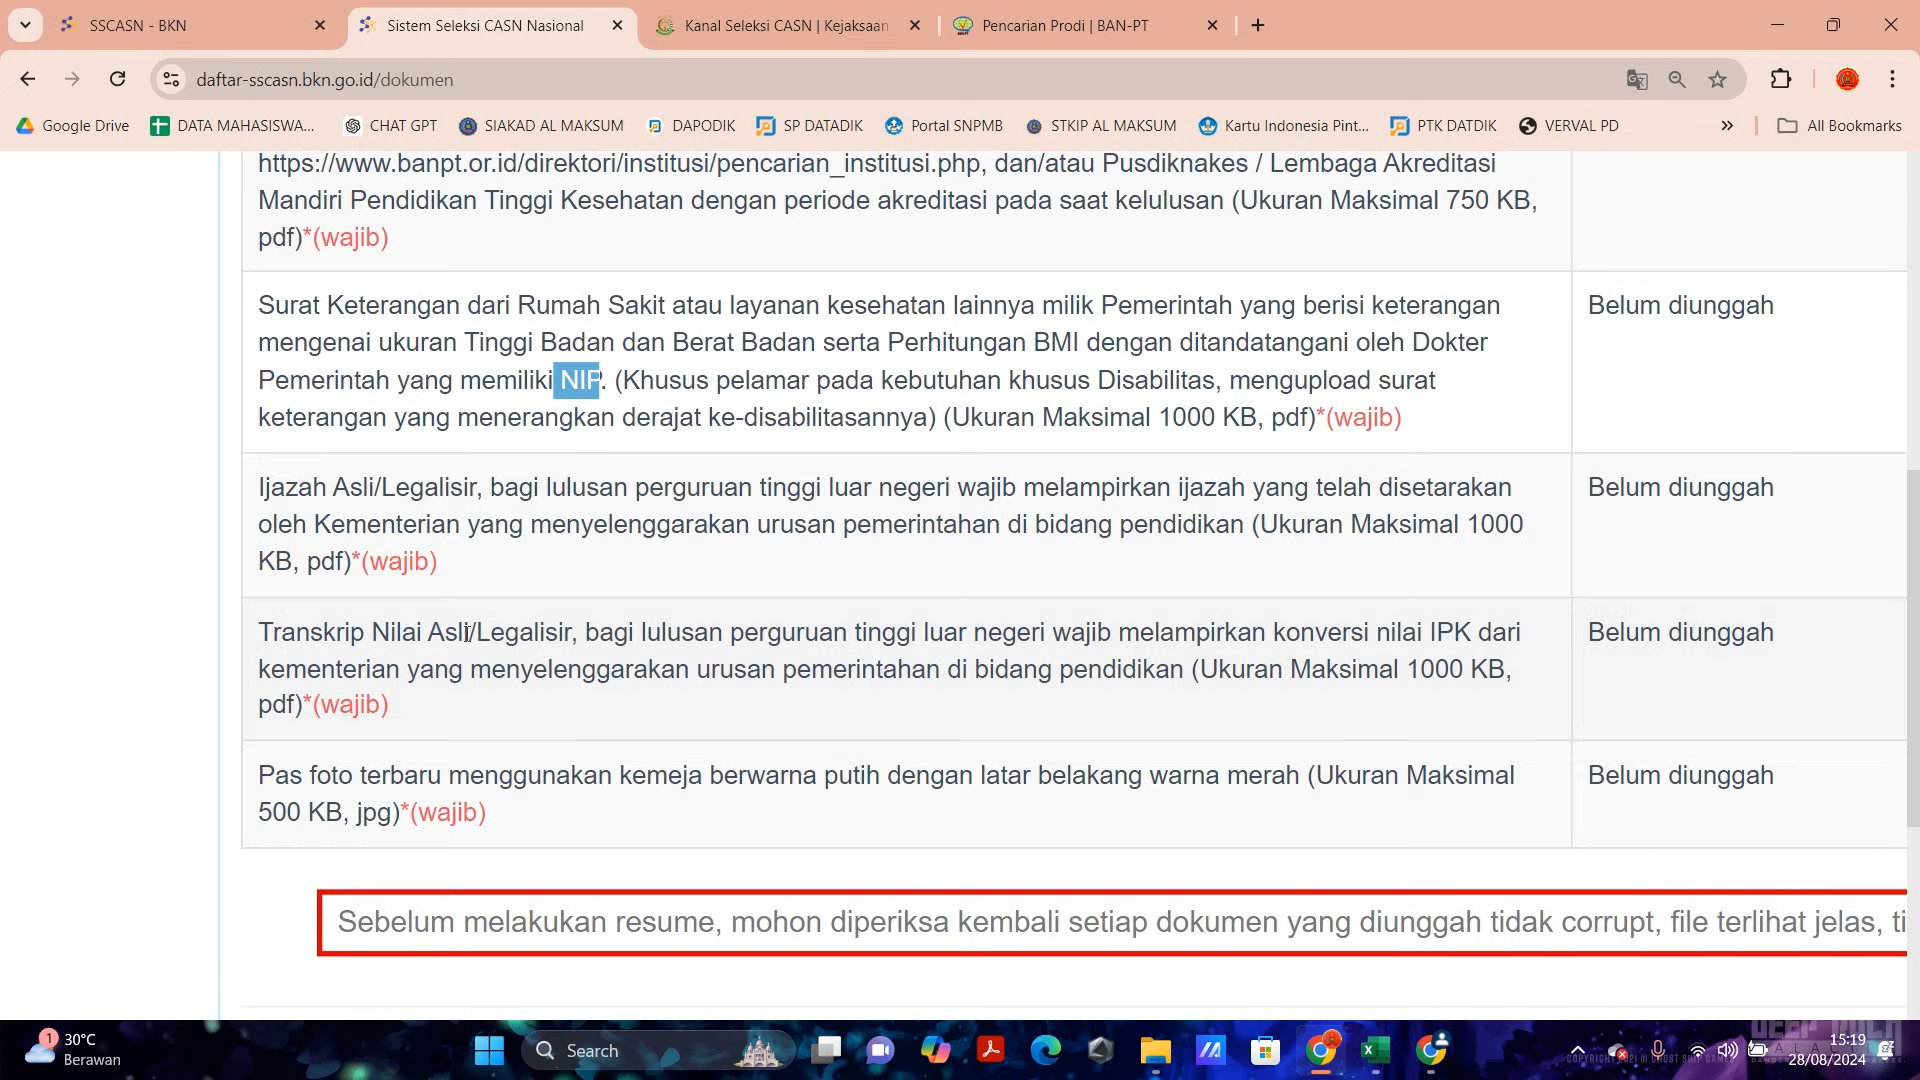 SSCASN - BKN
Sistem Seleksi CASN Nasional
Kanal Seleksi CASN | Kejaksaan
Pencarian Prodi | BAN-PT
daftar-sscasn.bkn.go.id/dokumen
Google Drive
DATA MAHASISWA...
CHAT GPT
SIAKAD AL MAKSUM
DAPODIK
SP DATADIK
Portal SNPMB
STKIP AL MAKSUM
Kartu Indonesia Pint...
PTK DATDIK
VERVAL PD
All Bookmarks
https://www.banpt.or.id/direktori/institusi/pencarian_institusi.php, dan/atau Pusdiknakes / Lembaga Akreditasi
Mandiri Pendidikan Tinggi Kesehatan dengan periode akreditasi pada saat kelulusan (Ukuran Maksimal 750 KB,
pdf)*(wajib)
Surat Keterangan dari Rumah Sakit atau layanan kesehatan lainnya milik Pemerintah yang berisi keterangan
mengenai ukuran Tinggi Badan dan Berat Badan serta Perhitungan BMI dengan ditandatangani oleh Dokter
Pemerintah yang memiliki NIP. (Khusus pelamar pada kebutuhan khusus Disabilitas, mengupload surat
keterangan yang menerangkan derajat ke-disabilitasannya) (Ukuran Maksimal 1000 KB, pdf)*(wajib)
Belum diunggah
Ijazah Asli/Legalisir, bagi lulusan perguruan tinggi luar negeri wajib melampirkan ijazah yang telah disetarakan
oleh Kementerian yang menyelenggarakan urusan pemerintahan di bidang pendidikan (Ukuran Maksimal 1000
KB, pdf)*(wajib)
Belum diunggah
Transkrip Nilai Asli/Legalisir, bagi lulusan perguruan tinggi luar negeri wajib melampirkan konversi nilai IPK dari
kementerian yang menyelenggarakan urusan pemerintahan di bidang pendidikan (Ukuran Maksimal 1000 KB,
pdf)*(wajib)
Belum diunggah
Pas foto terbaru menggunakan kemeja berwarna putih dengan latar belakang warna merah (Ukuran Maksimal
500 KB, jpg)*(wajib)
Belum diunggah
Sebelum melakukan resume, mohon diperiksa kembali setiap dokumen yang diunggah tidak corrupt, file terlihat jelas, ti
1
30°C
Berawan
Search
15:19
28/08/2024